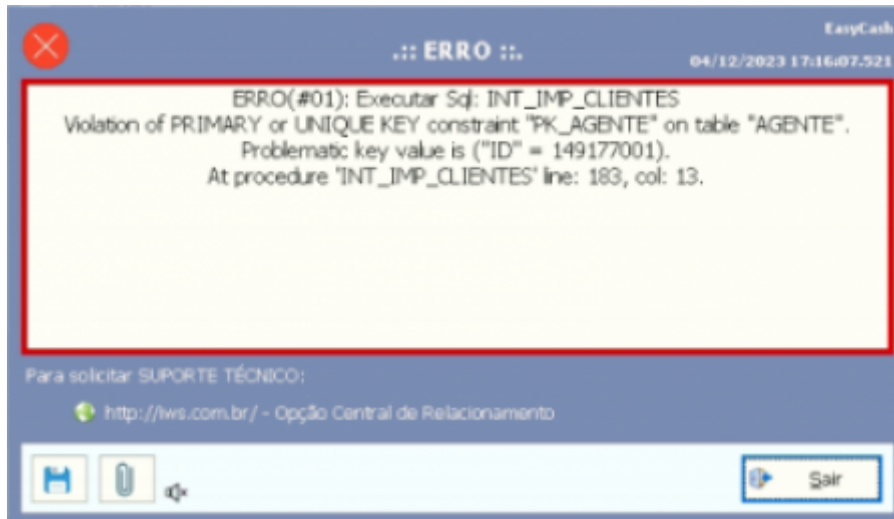 EasyCash
.:: ERRO ::.
04/12/2023 17:16:07.521
ERRO(#01): Executar Sql: INT_IMP_CLIENTES
Violation of PRIMARY or UNIQUE KEY constraint "PK_AGENTE" on table "AGENTE".
Problematic key value is ("ID" = 149177001).
At procedure 'INT_IMP_CLIENTES' line: 183, col: 13.
Para solicitar SUPORTE TÉCNICO:
http://iws.com.br/ - Opção Central de Relacionamento
Sair